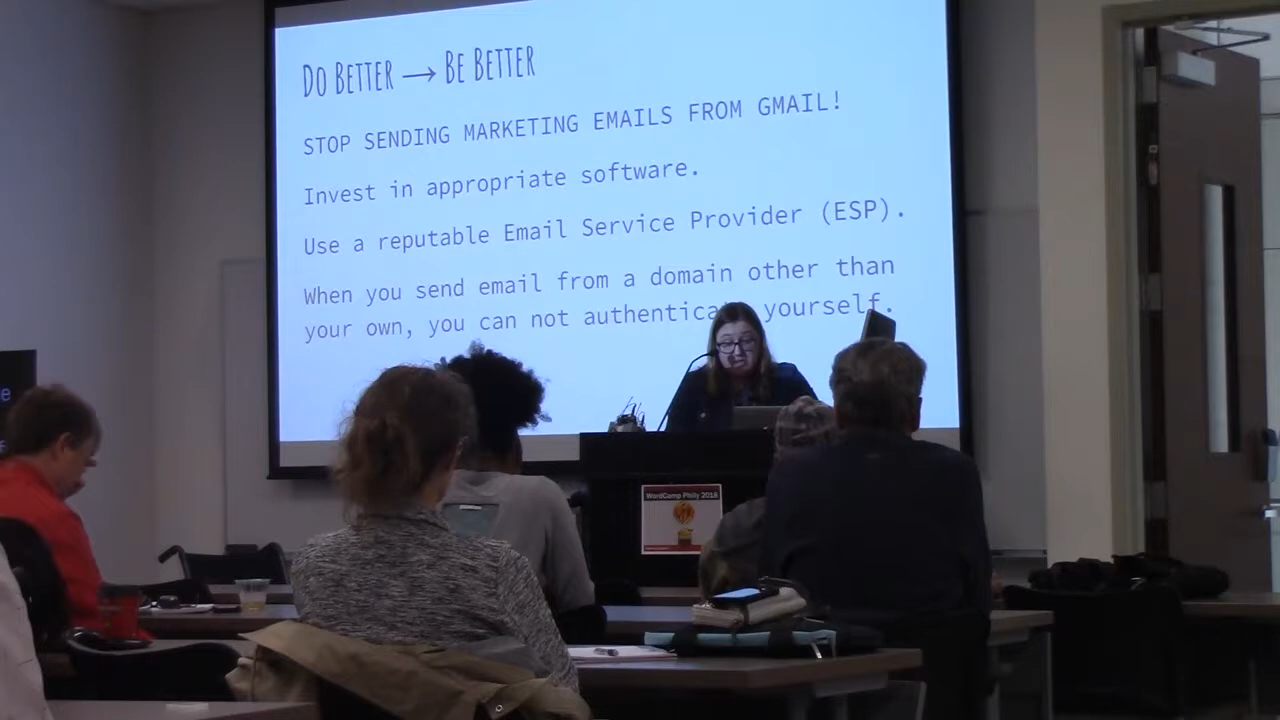 DO BETTER → BE BETTER
STOP SENDING MARKETING EMAILS FROM GMAIL!
Invest in appropriate software.
Use a reputable Email Service Provider (ESP).
When you send email from a domain other than
your own, you can not authenticate yourself.
WordCamp Philly 2018